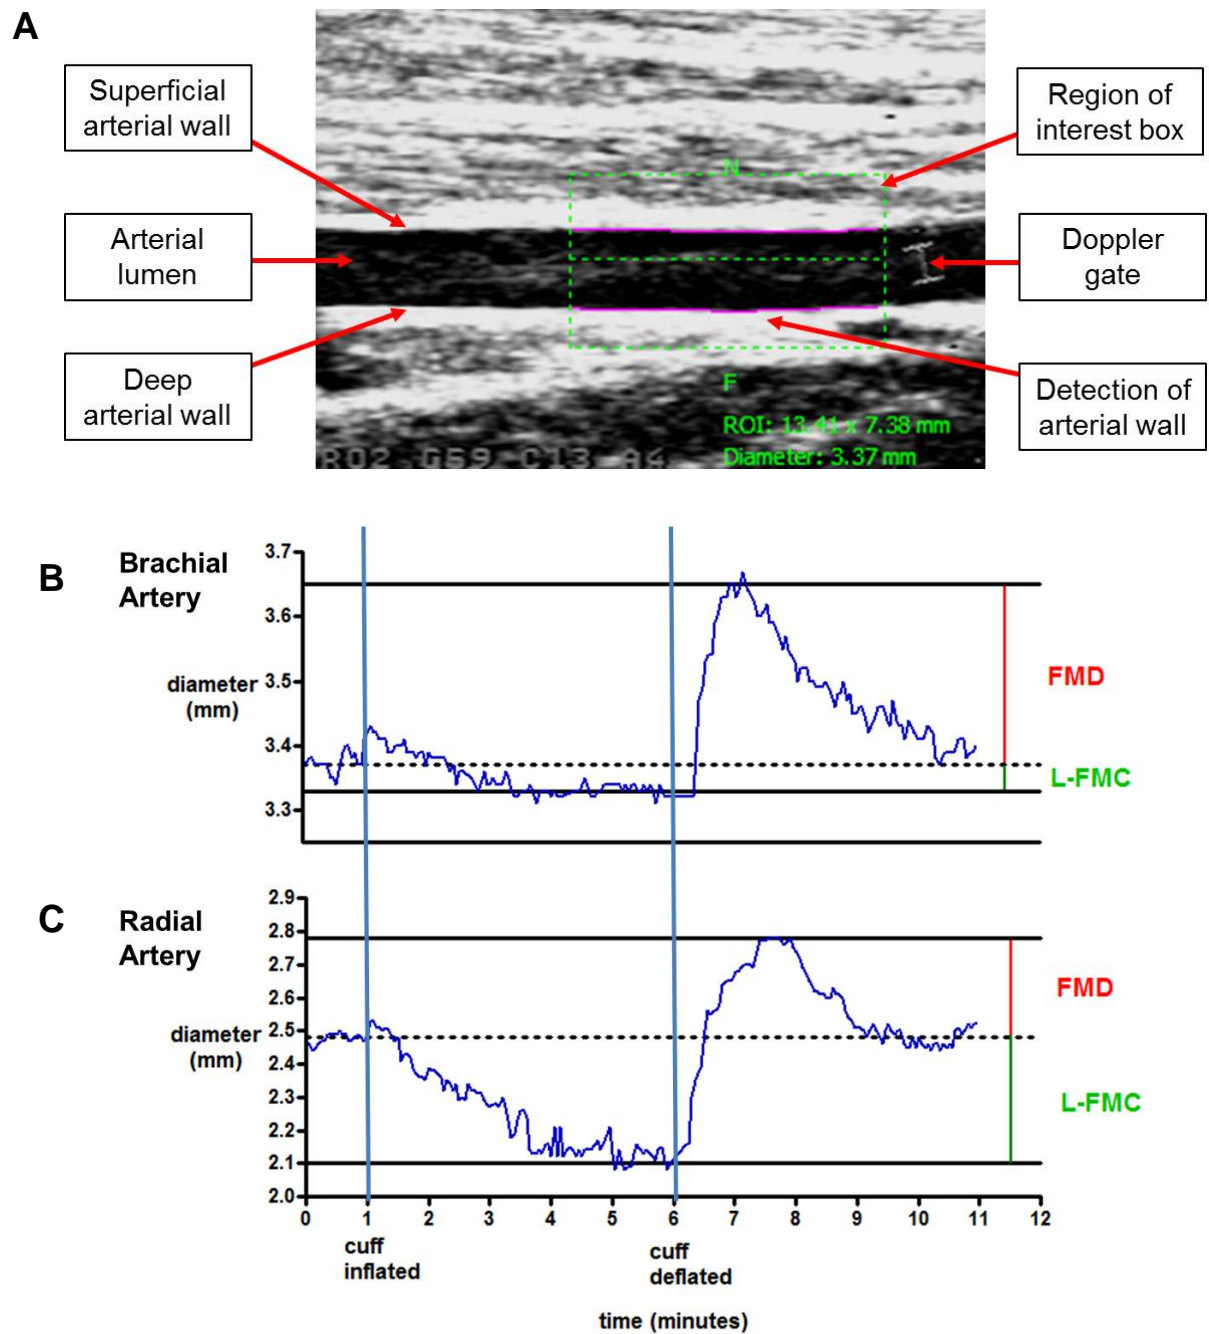 A
Superficial
arterial wall
Arterial
lumen
Deep
arterial wall
Region of
interest box
Doppler
gate
Detection of
arterial wall
N
F
ROI: 13.41 x 7.38 mm
Diameter: 3.37 mm
R02 G59 C13 A4
B
Brachial
Artery
diameter
(mm)
3.7
3.6
3.5
3.4
3.3
FMD
L-FMC
C
Radial
Artery
diameter
(mm)
2.9
2.8
2.7
2.6
2.5
2.4
2.3
2.2
2.1
2.0
FMD
L-FMC
0 1 2 3 4 5 6 7 8 9 10 11 12
cuff
inflated
cuff
deflated
time (minutes)